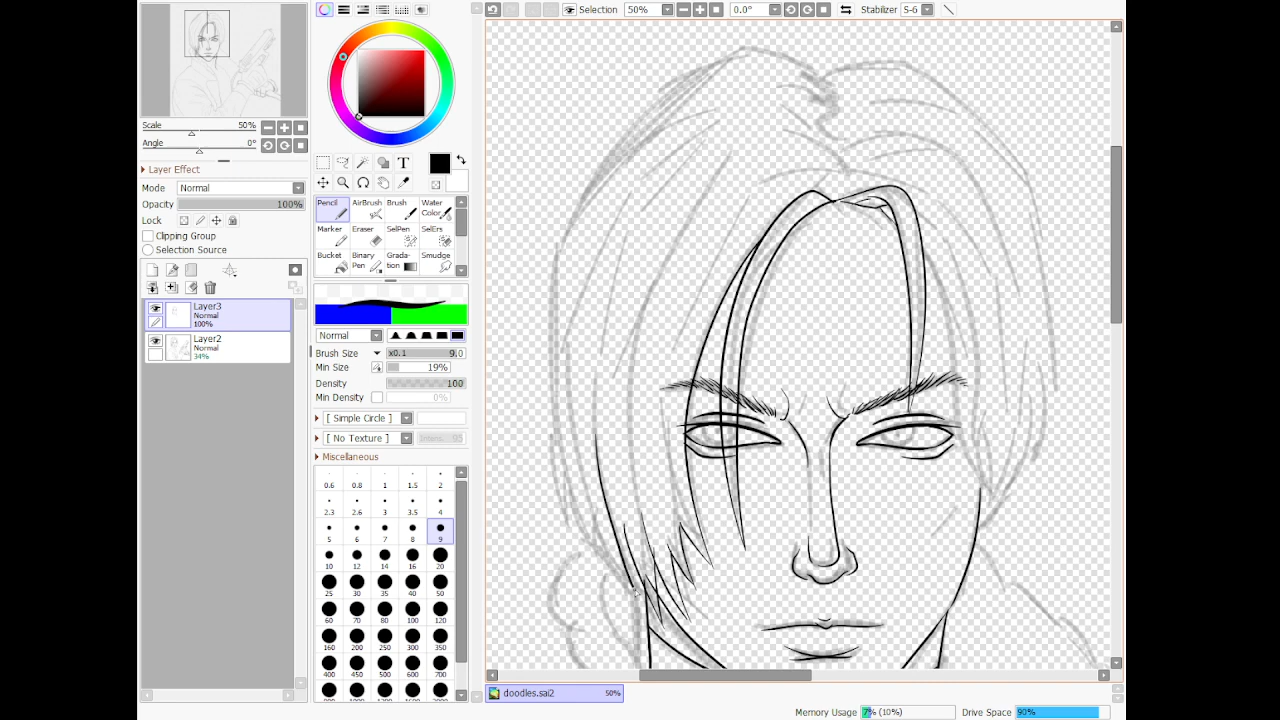 Selection 50% 0.0° Stabilizer S-6
Scale 50%
Angle 0°
Layer Effect
Mode Normal
Opacity 100%
Lock
Clipping Group
Selection Source
Layer3
Normal
100%
Layer2
Normal
34%
T
Pencil AirBrush Brush Water Color
Marker Eraser SelPen SelErs
Bucket Binary Pen Grada-tion Smudge
Normal
Brush Size x0.1 9.0
Min Size 19%
Density 100
Min Density 0%
[ Simple Circle ]
[ No Texture ] Intens. 95
Miscellaneous
0.6 0.8 1 1.5 2
2.3 2.6 3 3.5 4
5 6 7 8 9
10 12 14 16 20
25 30 35 40 50
60 70 80 100 120
160 200 250 300 350
400 450 500 600 700
doodles.sai2 50%
Memory Usage 7% (10%) Drive Space 90%